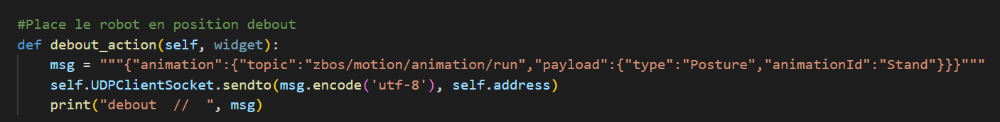 #Place le robot en position debout
def debout_action(self, widget):
    msg = """{"animation":{"topic":"zbos/motion/animation/run","payload":{"type":"Posture","animationId":"Stand"}}}"""
    self.UDPClientSocket.sendto(msg.encode('utf-8'), self.address)
    print("debout  //  ", msg)